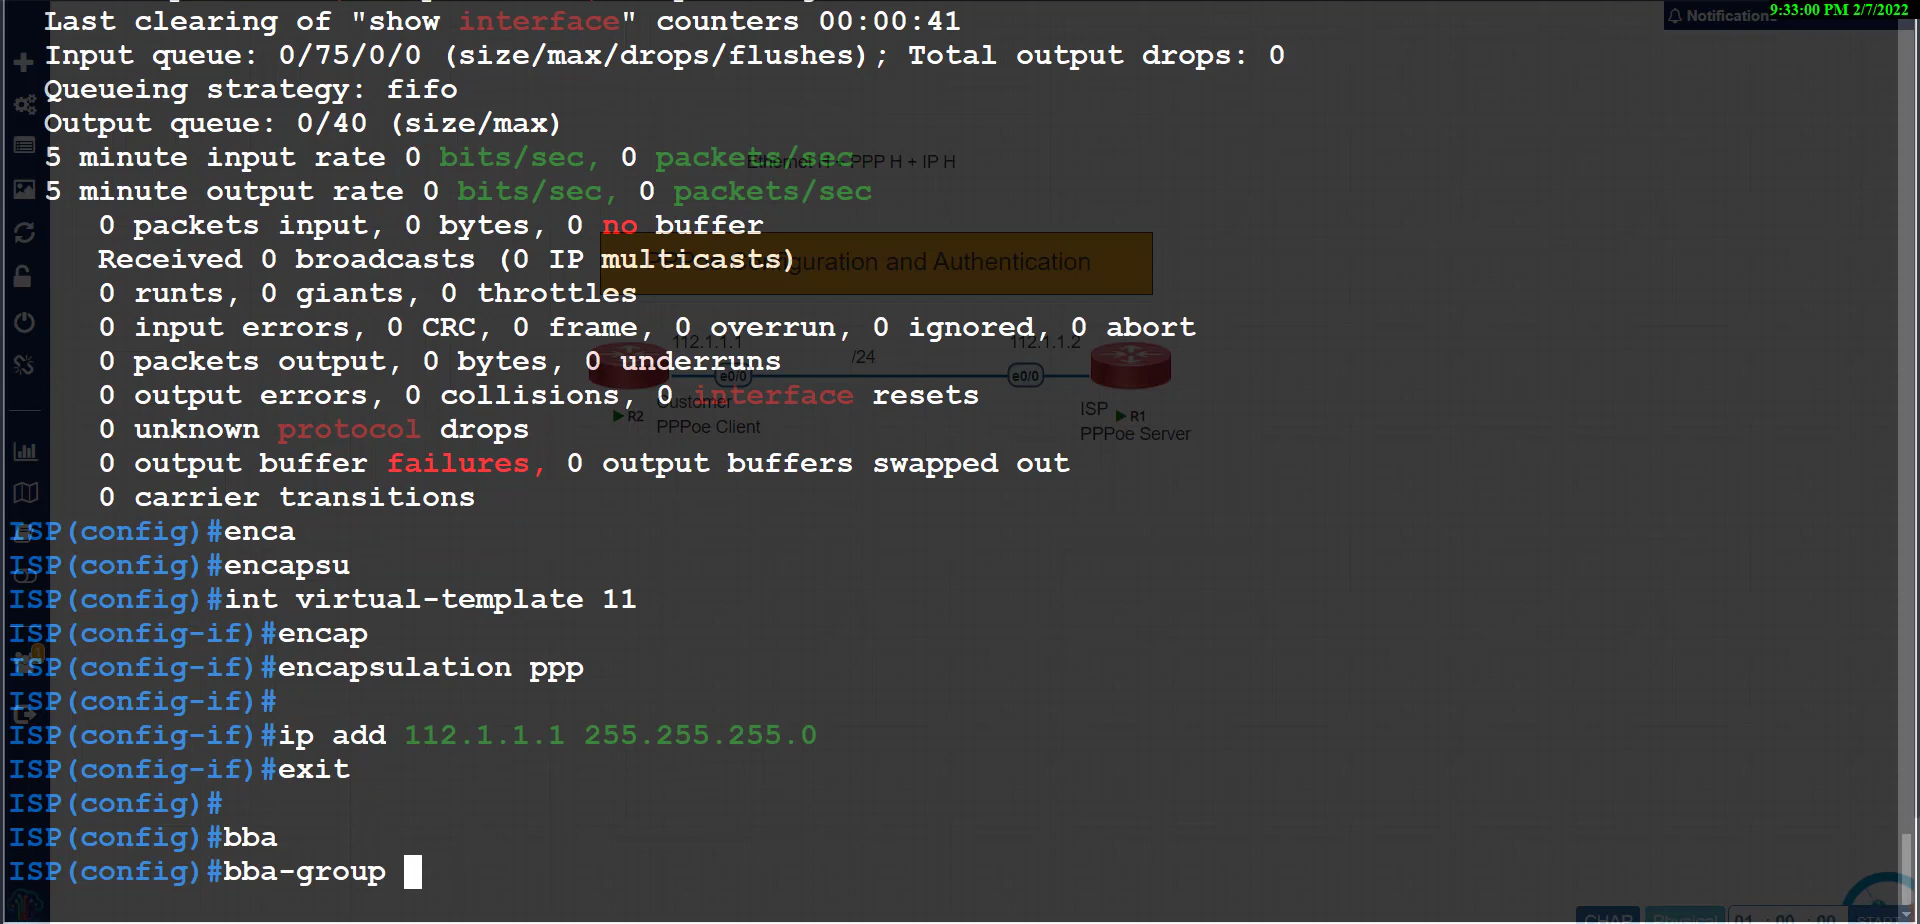 9:33:00 PM 2/7/2022
Notification
Last clearing of "show interface" counters 00:00:41
Input queue: 0/75/0/0 (size/max/drops/flushes); Total output drops: 0
Queueing strategy: fifo
Output queue: 0/40 (size/max)
5 minute input rate 0 bits/sec, 0 packets/sec
5 minute output rate 0 bits/sec, 0 packets/sec
0 packets input, 0 bytes, 0 no buffer
Received 0 broadcasts (0 IP multicasts)
0 runts, 0 giants, 0 throttles
0 input errors, 0 CRC, 0 frame, 0 overrun, 0 ignored, 0 abort
0 packets output, 0 bytes, 0 underruns
0 output errors, 0 collisions, 0 interface resets
0 unknown protocol drops
0 output buffer failures, 0 output buffers swapped out
0 carrier transitions
ISP(config)#enca
ISP(config)#encapsu
ISP(config)#int virtual-template 11
ISP(config-if)#encap
ISP(config-if)#encapsulation ppp
ISP(config-if)#
ISP(config-if)#ip add 112.1.1.1 255.255.255.0
ISP(config-if)#exit
ISP(config)#
ISP(config)#bba
ISP(config)#bba-group
PPP H + IP H
and Authentication
112.1.1.1
/24
112.1.1.2
e0/0
e0/0
R2
Customer
PPPoe Client
ISP
R1
PPPoe Server
CHAP
Physical
START